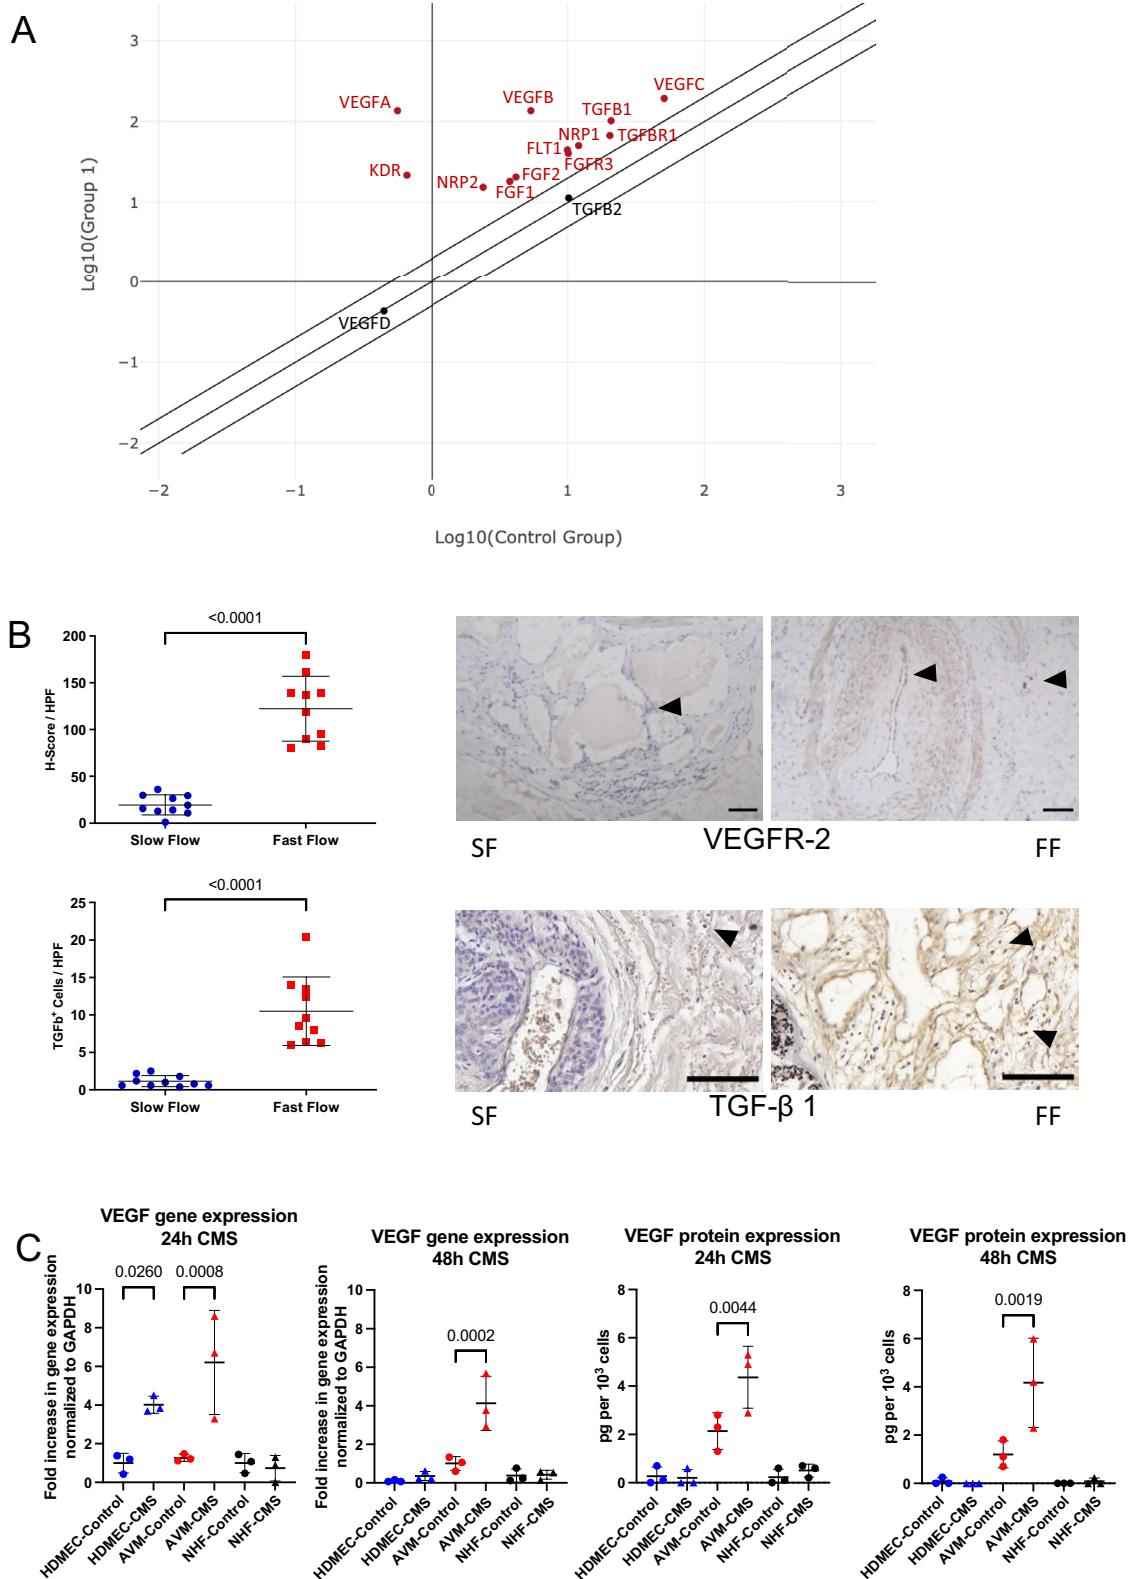 A
3
2
1
0
−1
−2
−2
−1
0
1
2
3
Log10(Group 1)
Log10(Control Group)
VEGFA
VEGFB
VEGFC
TGFB1
NRP1
TGFBR1
FLT1
FGFR3
KDR
NRP2
FGF2
FGF1
TGFB2
VEGFD
B
<0.0001
200
150
100
50
0
H-Score / HPF
Slow Flow
Fast Flow
SF
VEGFR-2
FF
<0.0001
25
20
15
10
5
0
TGFb+ Cells / HPF
Slow Flow
Fast Flow
SF
TGF-β 1
FF
C
VEGF gene expression
24h CMS
0.0260
0.0008
10
8
6
4
2
0
Fold increase in gene expression
normalized to GAPDH
HDMEC-Control
HDMEC-CMS
AVM-Control
AVM-CMS
NHF-Control
NHF-CMS
VEGF gene expression
48h CMS
0.0002
10
8
6
4
2
0
Fold increase in gene expression
normalized to GAPDH
HDMEC-Control
HDMEC-CMS
AVM-Control
AVM-CMS
NHF-Control
NHF-CMS
VEGF protein expression
24h CMS
0.0044
8
6
4
2
0
pg per 10³ cells
HDMEC-Control
HDMEC-CMS
AVM-Control
AVM-CMS
NHF-Control
NHF-CMS
VEGF protein expression
48h CMS
0.0019
8
6
4
2
0
pg per 10³ cells
HDMEC-Control
HDMEC-CMS
AVM-Control
AVM-CMS
NHF-Control
NHF-CMS